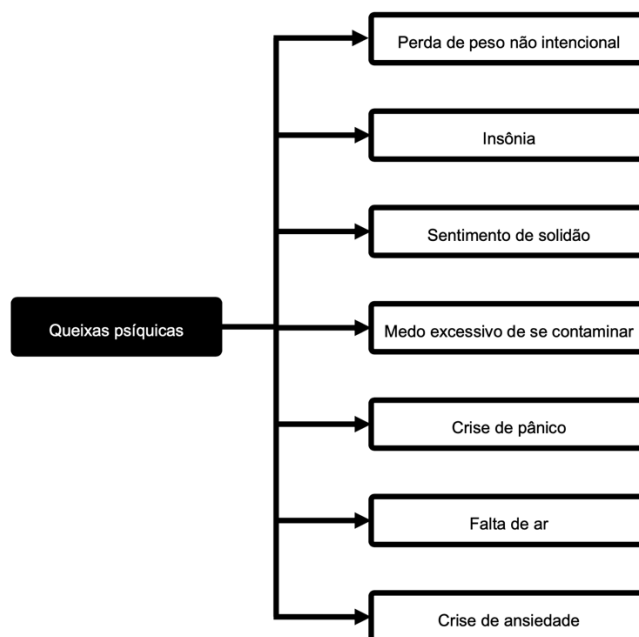 Perda de peso não intencional
Insônia
Sentimento de solidão
Queixas psíquicas
Medo excessivo de se contaminar
Crise de pânico
Falta de ar
Crise de ansiedade